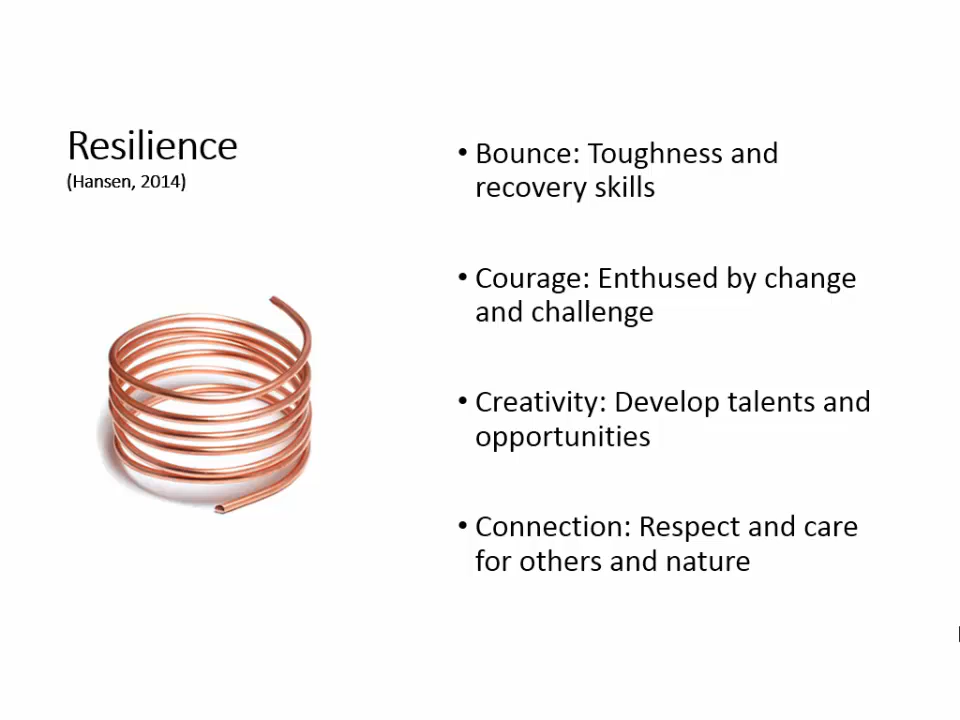 Resilience
(Hansen, 2014)
• Bounce: Toughness and
recovery skills
• Courage: Enthused by change
and challenge
• Creativity: Develop talents and
opportunities
• Connection: Respect and care
for others and nature